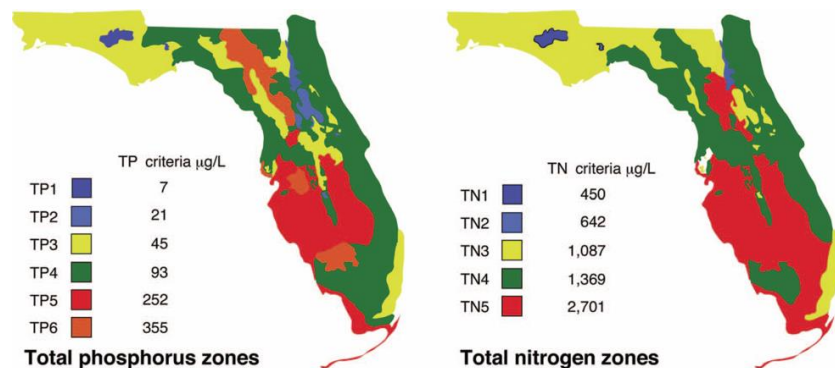 TP criteria µg/L
TP1 7
TP2 21
TP3 45
TP4 93
TP5 252
TP6 355
Total phosphorus zones
TN criteria µg/L
TN1 450
TN2 642
TN3 1,087
TN4 1,369
TN5 2,701
Total nitrogen zones